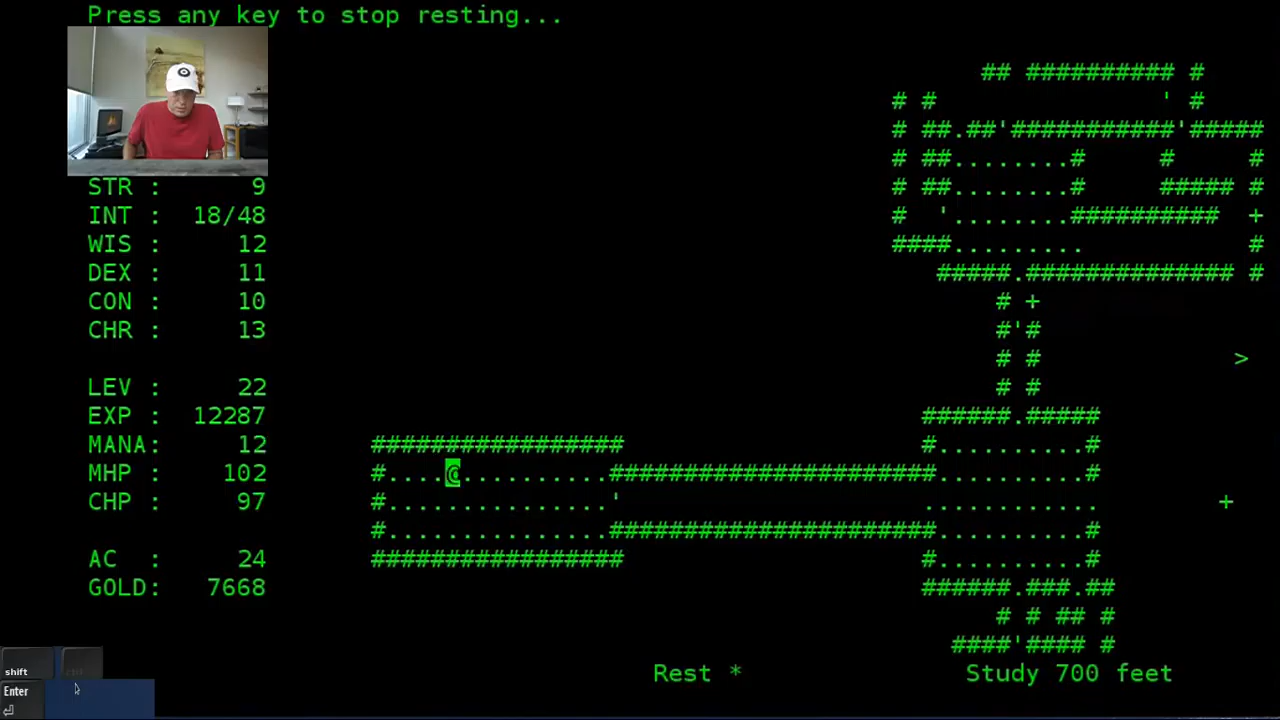 Press any key to stop resting...
## ########## #
# # ' #
# ##.##'###########'#####
# ##........# # #
# ##........# ##### #
# '........########## +
####......... #
#####.############## #
# +
#'#
# # >
# #
######.#####
################ #..........#
#....@..........#######################..........#
#...............' ............ +
#...............#######################..........#
################ #..........#
######.###.##
# # ## #
####'#### #
STR : 9
INT : 18/48
WIS : 12
DEX : 11
CON : 10
CHR : 13
LEV : 22
EXP : 12287
MANA: 12
MHP : 102
CHP : 97
AC : 24
GOLD: 7668
Rest * Study 700 feet
shift ctrl
Enter